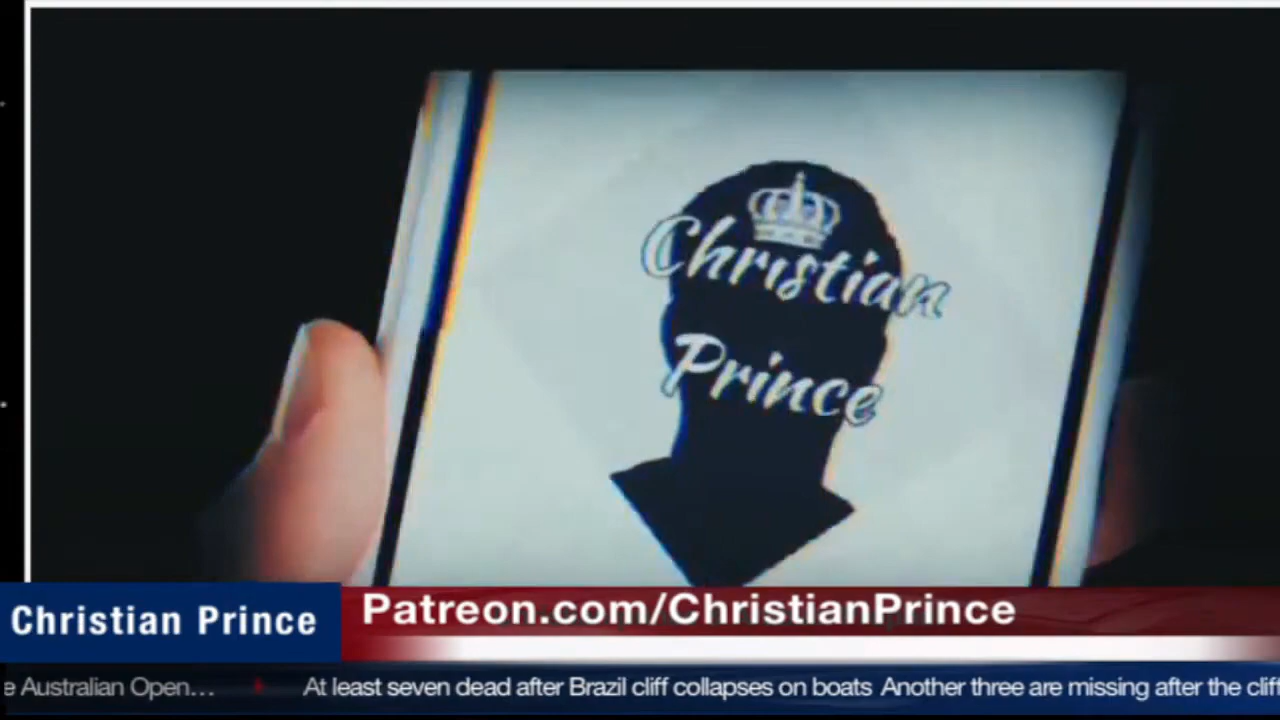 Christian
Prince
Christian Prince
Patreon.com/ChristianPrince
e Australian Open...
At least seven dead after Brazil cliff collapses on boats Another three are missing after the cliff